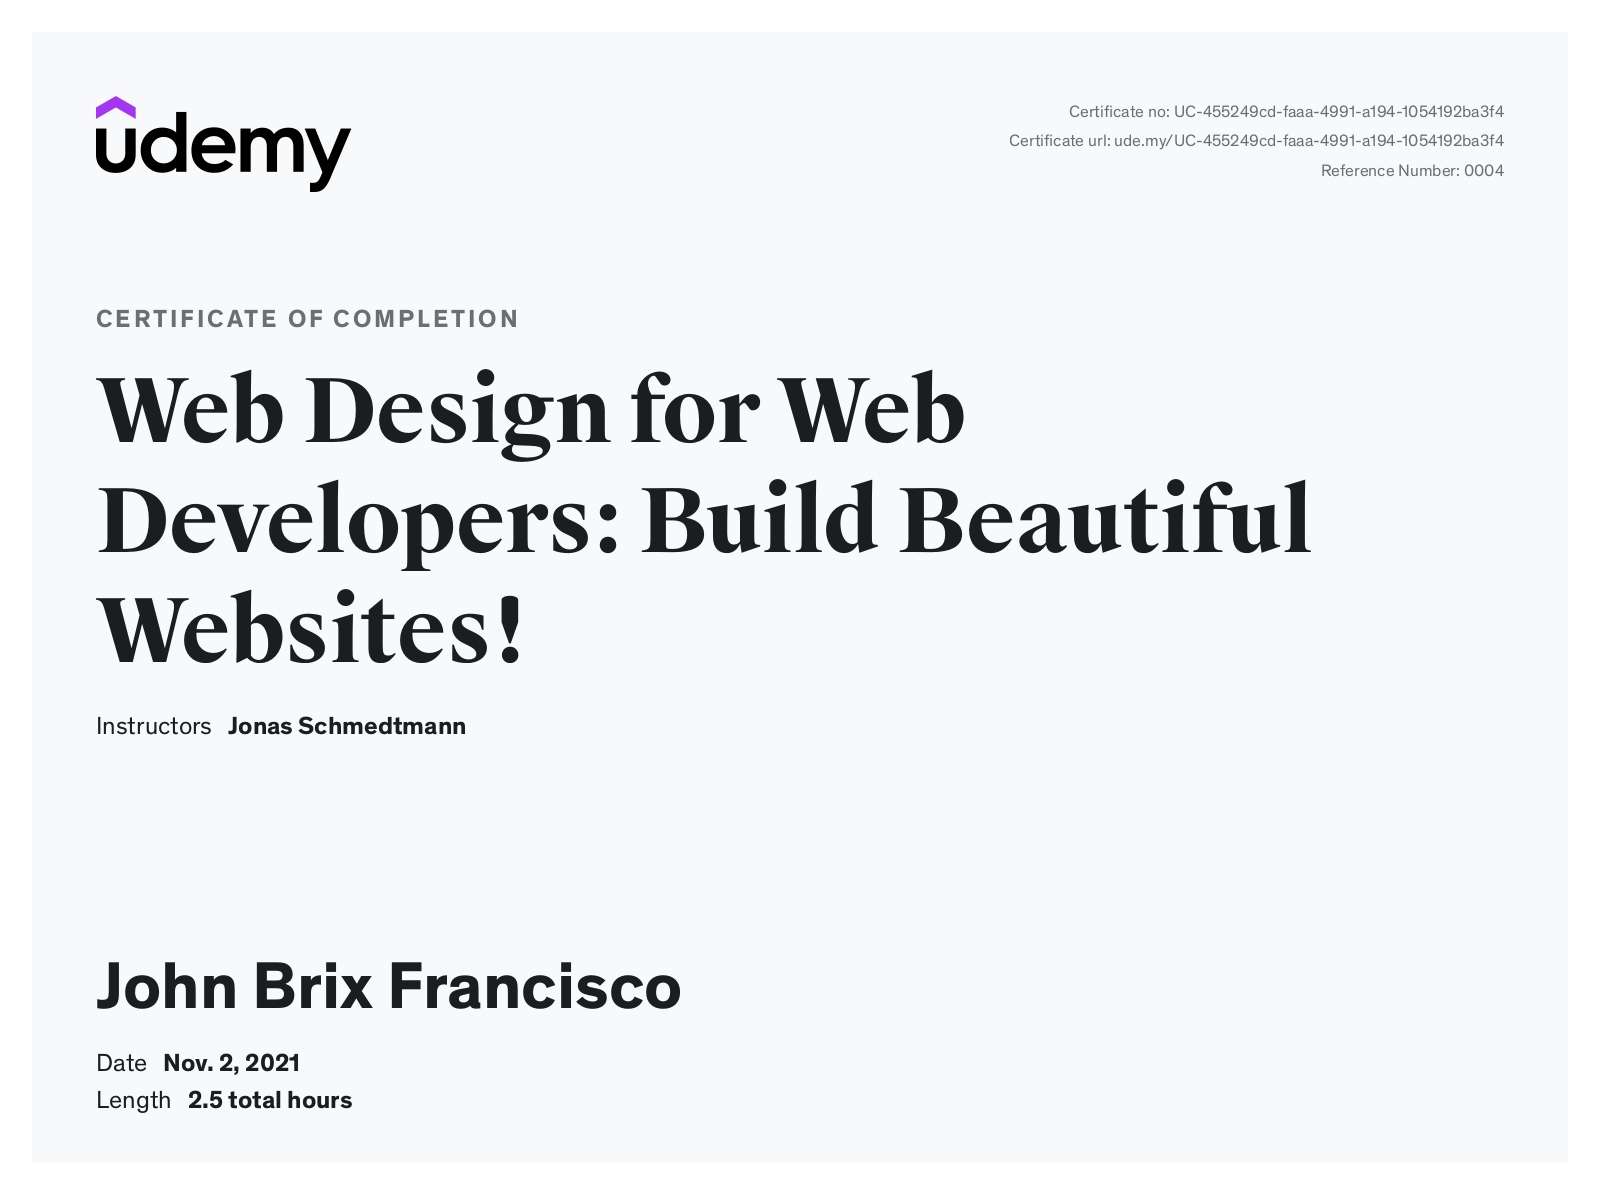 udemy
Certificate no: UC-455249cd-faaa-4991-a194-1054192ba3f4
Certificate url: ude.my/UC-455249cd-faaa-4991-a194-1054192ba3f4
Reference Number: 0004
CERTIFICATE OF COMPLETION
Web Design for Web
Developers: Build Beautiful
Websites!
Instructors Jonas Schmedtmann
John Brix Francisco
Date Nov. 2, 2021
Length 2.5 total hours